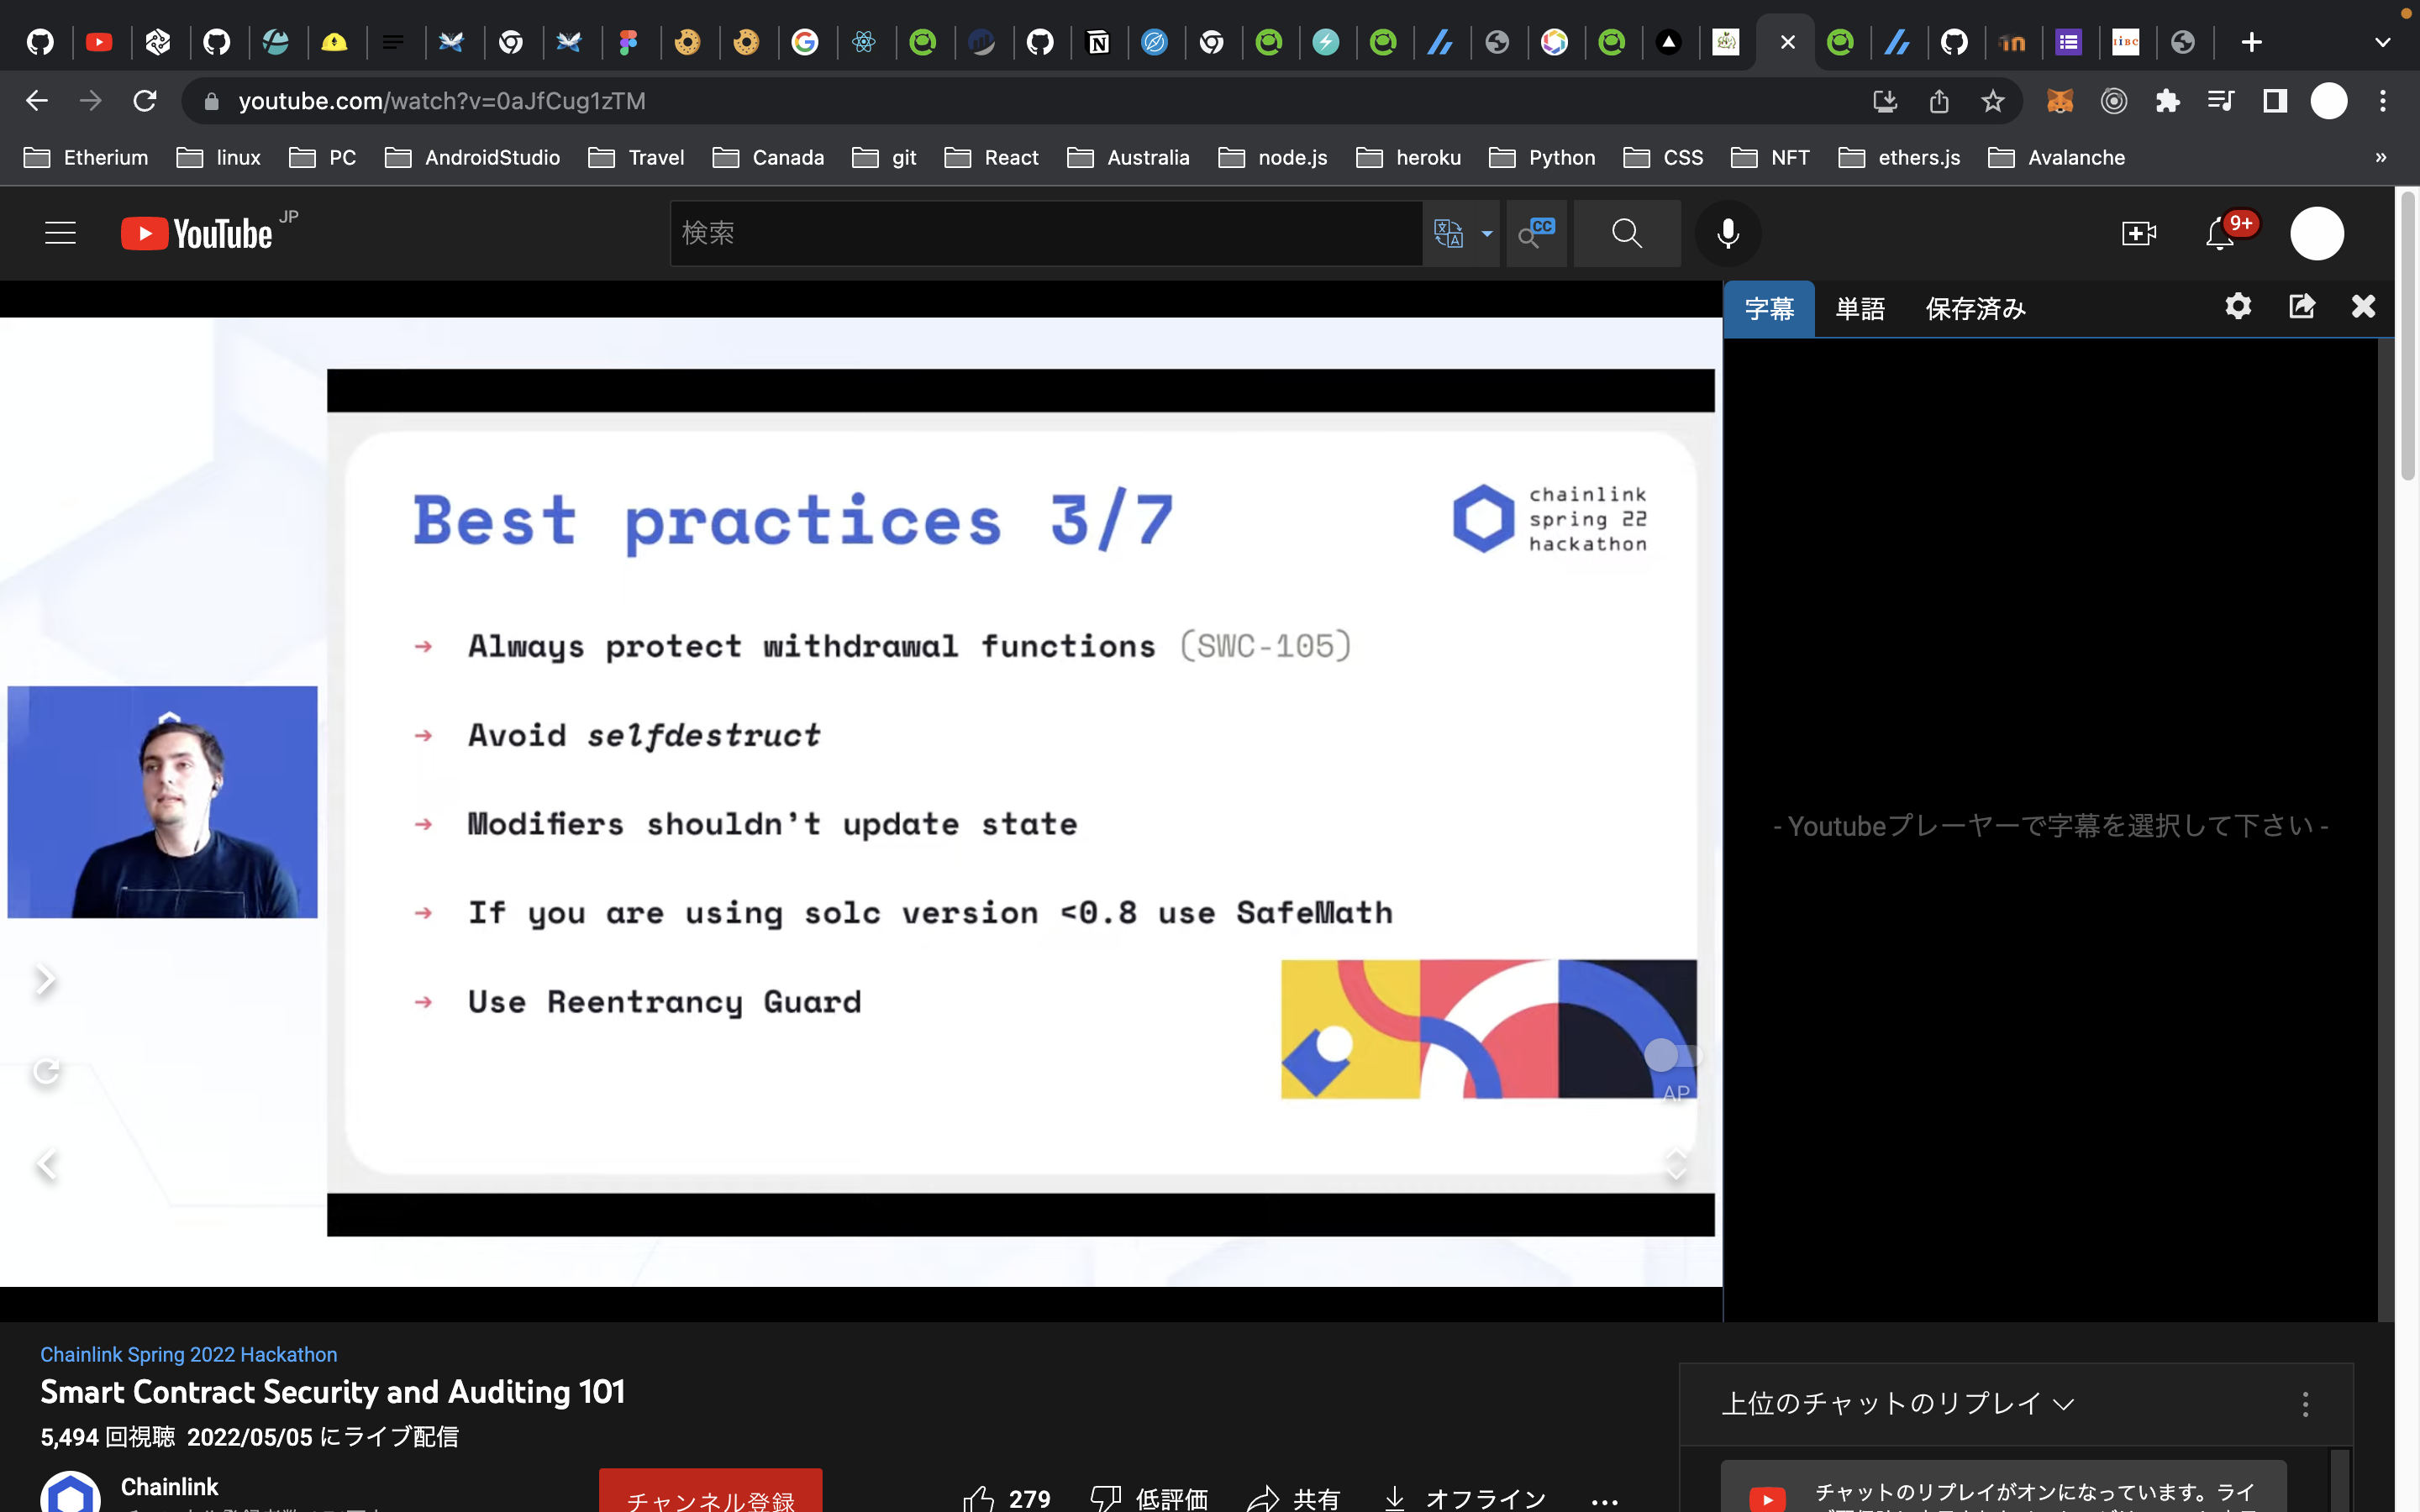 youtube.com/watch?v=0aJfCug1zTM
Etherium linux PC AndroidStudio Travel Canada git React Australia node.js heroku Python CSS NFT ethers.js Avalanche »
YouTube JP
検索
CC
9+
字幕 単語 保存済み
Best practices 3/7
chainlink
spring 22
hackathon
→ Always protect withdrawal functions (SWC-105)
→ Avoid selfdestruct
→ Modifiers shouldn't update state
→ If you are using solc version <0.8 use SafeMath
→ Use Reentrancy Guard
AP
- Youtubeプレーヤーで字幕を選択して下さい -
Chainlink Spring 2022 Hackathon
Smart Contract Security and Auditing 101
5,494 回視聴 2022/05/05 にライブ配信
Chainlink
チャンネル登録
279 低評価 共有 オフライン
上位のチャットのリプレイ
チャットのリプレイがオンになっています。ライ